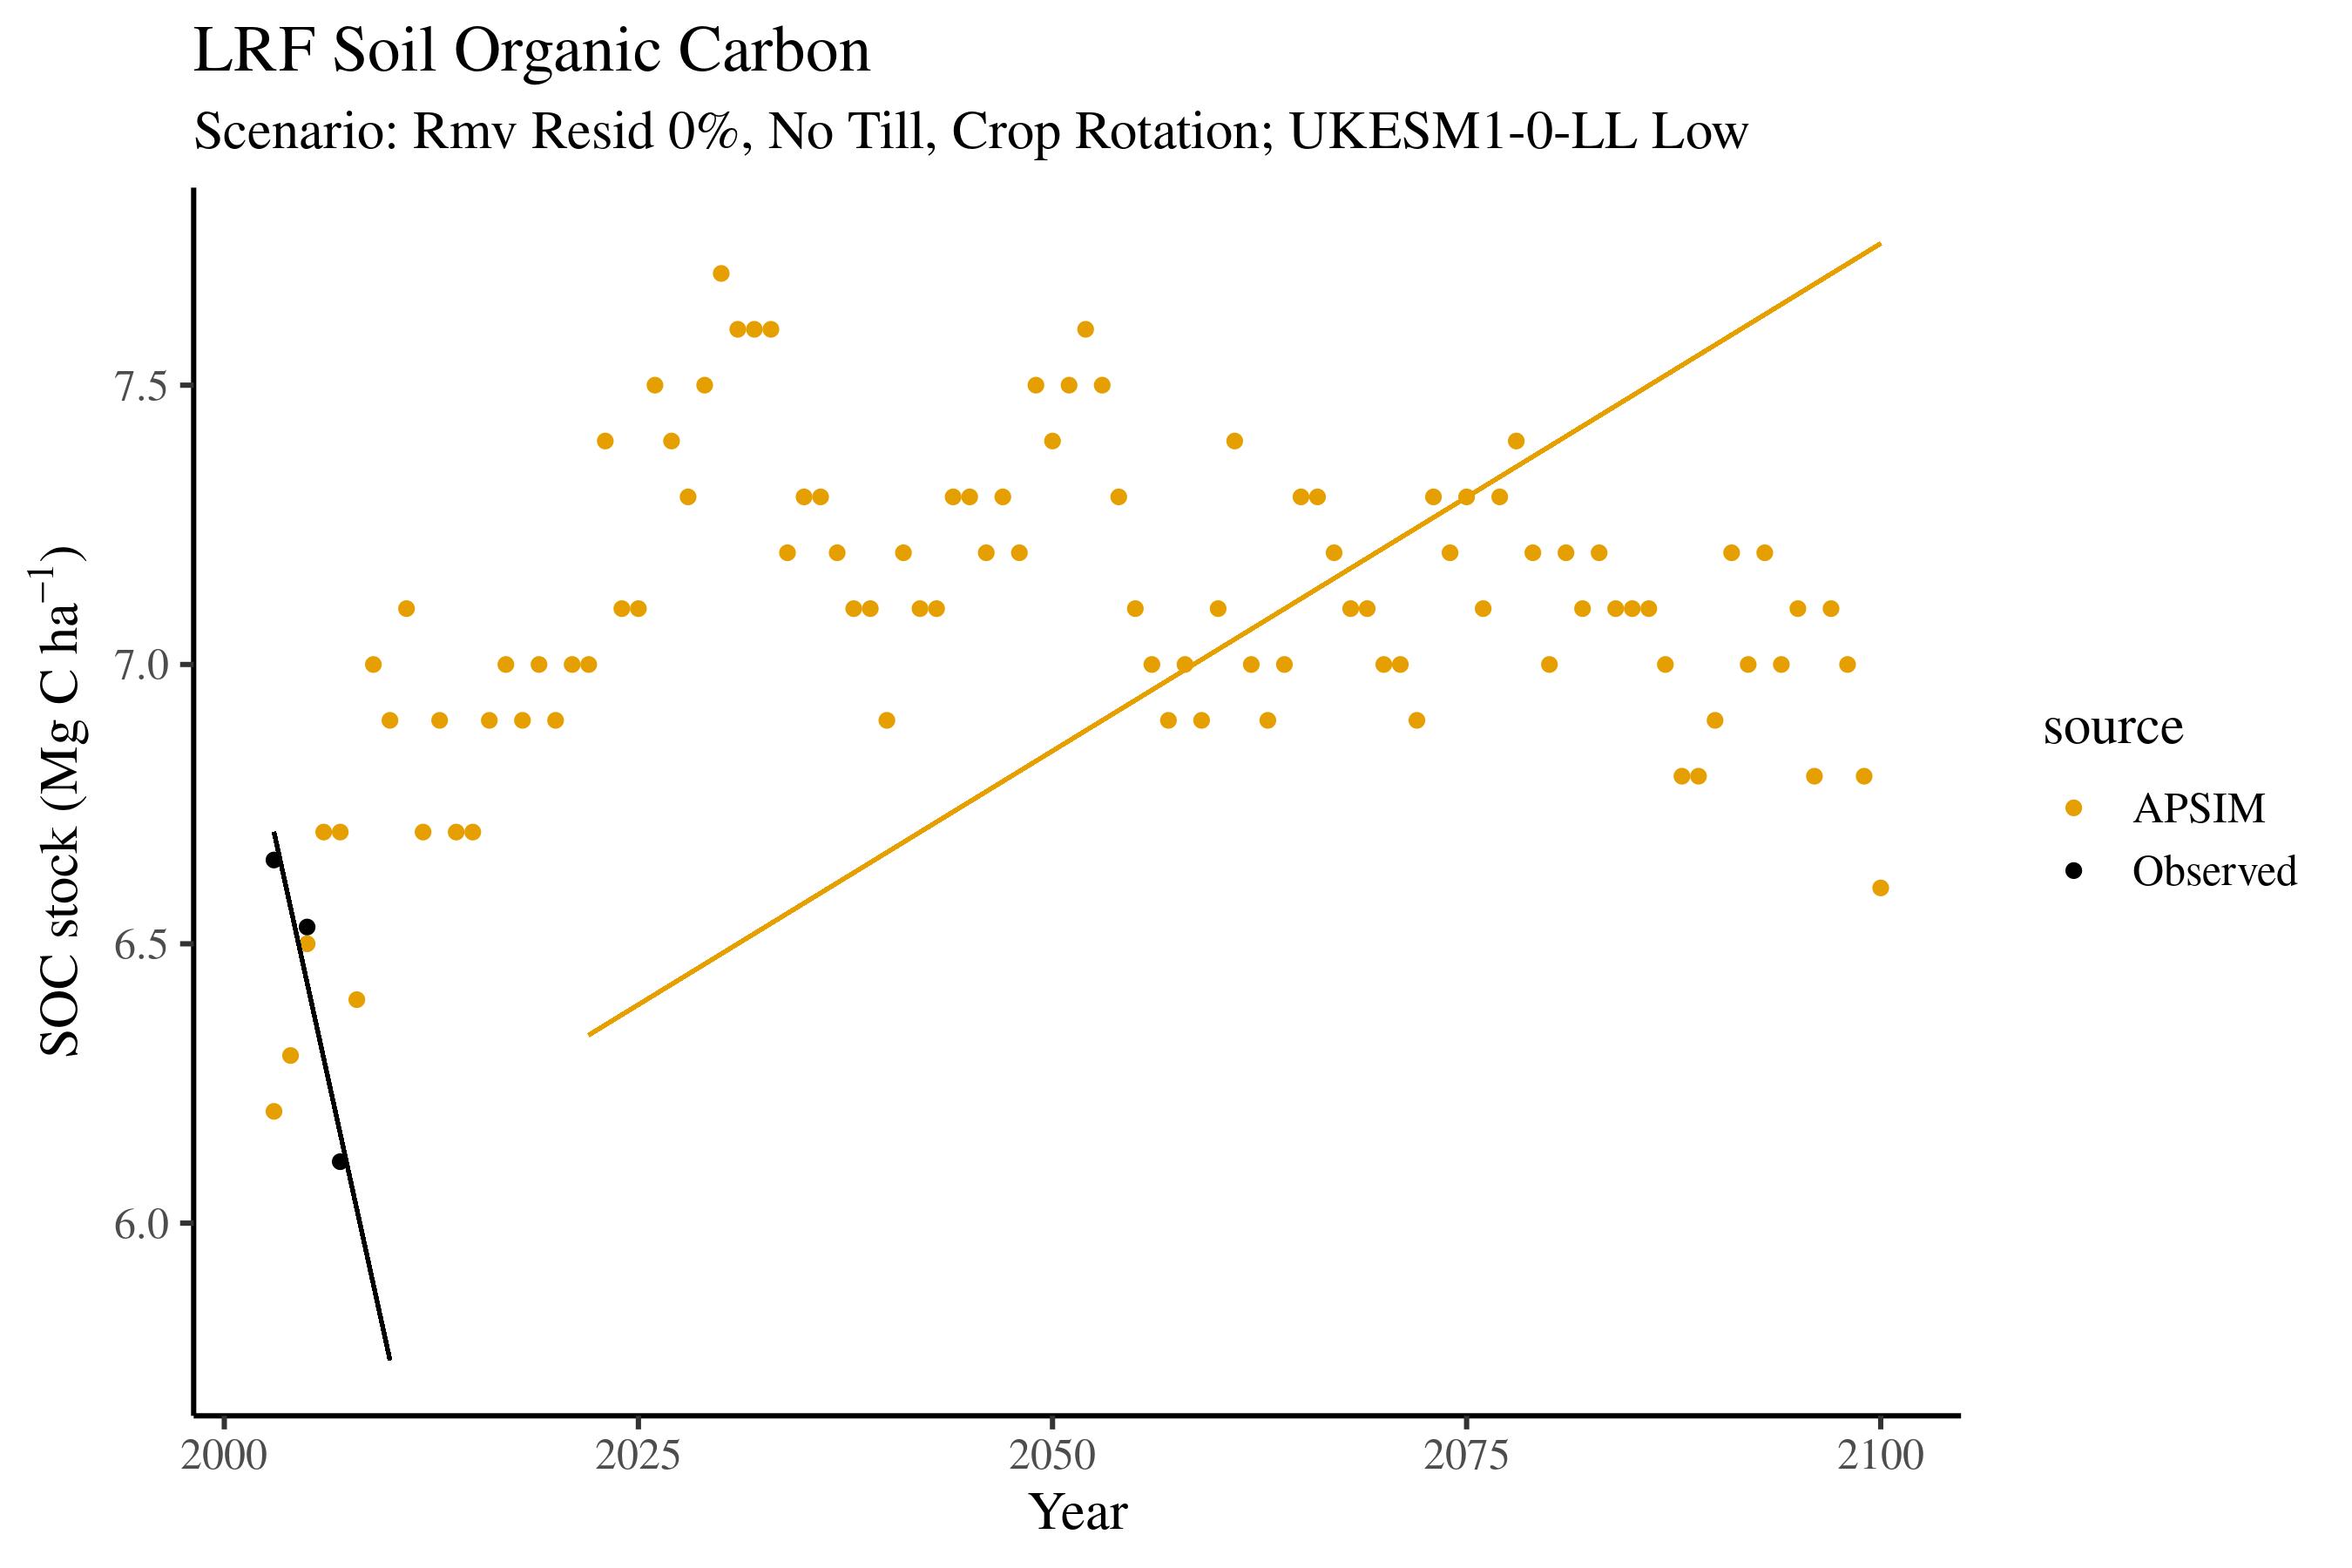 LRF Soil Organic Carbon
Scenario: Rmv Resid 0%, No Till, Crop Rotation; UKESM1-0-LL Low
SOC stock (Mg C ha⁻¹)
7.5
7.0
6.5
6.0
2000 2025 2050 2075 2100
Year
source
APSIM
Observed